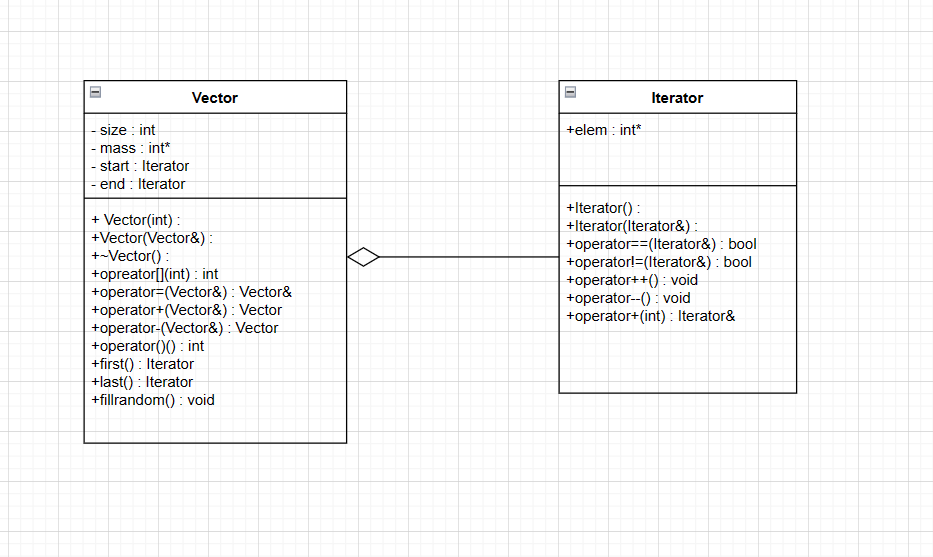 Vector
- size : int
- mass : int*
- start : Iterator
- end : Iterator
+ Vector(int) :
+Vector(Vector&) :
+~Vector() :
+opreator[](int) : int
+operator=(Vector&) : Vector&
+operator+(Vector&) : Vector
+operator-(Vector&) : Vector
+operator()() : int
+first() : Iterator
+last() : Iterator
+fillrandom() : void
Iterator
+elem : int*
+Iterator() :
+Iterator(Iterator&) :
+operator==(Iterator&) : bool
+operator!=(Iterator&) : bool
+operator++() : void
+operator--() : void
+operator+(int) : Iterator&